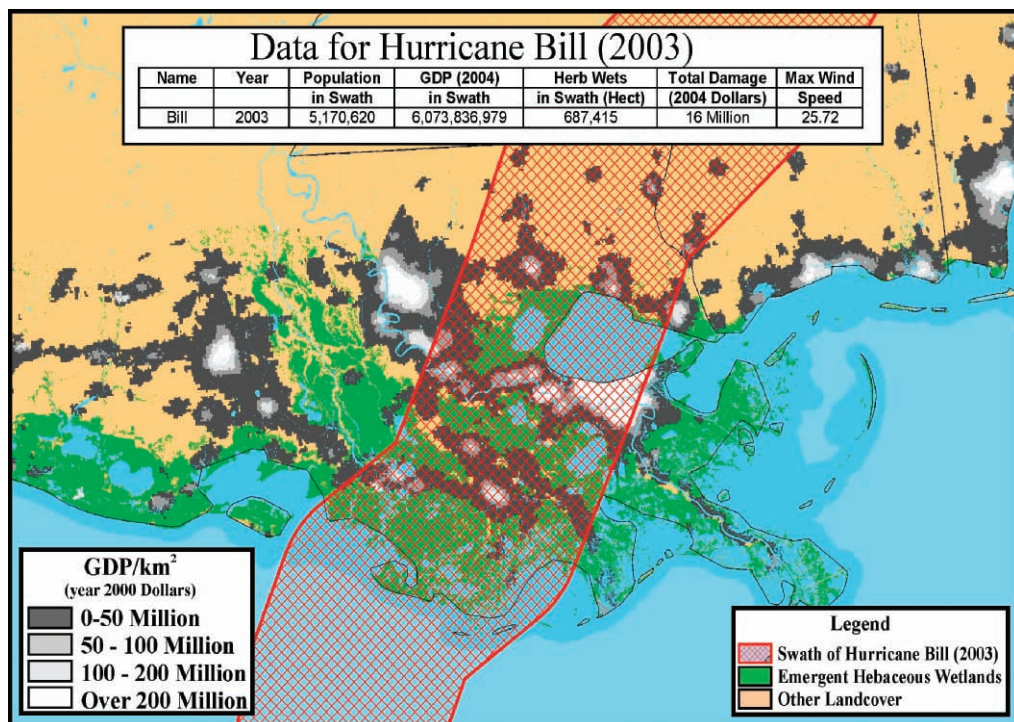 Data for Hurricane Bill (2003)
Name Year Population GDP (2004) Herb Wets Total Damage Max Wind
in Swath in Swath in Swath (Hect) (2004 Dollars) Speed
Bill 2003 5,170,620 6,073,836,979 687,415 16 Million 25.72
GDP/km²
(year 2000 Dollars)
0-50 Million
50 - 100 Million
100 - 200 Million
Over 200 Million
Legend
Swath of Hurricane Bill (2003)
Emergent Hebaceous Wetlands
Other Landcover